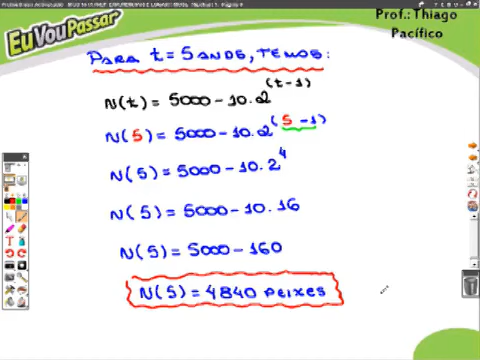 Prof.: Thiago
Pacífico
EuVouPassar
PARA t = 5 ANOS, TEMOS:
N(t) = 5000 - 10.2^(t-1)
N(5) = 5000 - 10.2^(5-1)
N(5) = 5000 - 10.2^4
N(5) = 5000 - 10.16
N(5) = 5000 - 160
N(5) = 4840 PEIXES